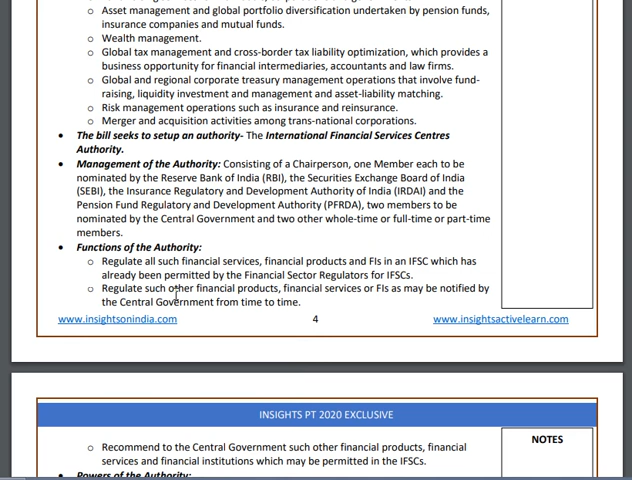 o Asset management and global portfolio diversification undertaken by pension funds,
insurance companies and mutual funds.
o Wealth management.
o Global tax management and cross-border tax liability optimization, which provides a
business opportunity for financial intermediaries, accountants and law firms.
o Global and regional corporate treasury management operations that involve fund-
raising, liquidity investment and management and asset-liability matching.
o Risk management operations such as insurance and reinsurance.
o Merger and acquisition activities among trans-national corporations.
• The bill seeks to setup an authority- The International Financial Services Centres
Authority.
• Management of the Authority: Consisting of a Chairperson, one Member each to be
nominated by the Reserve Bank of India (RBI), the Securities Exchange Board of India
(SEBI), the Insurance Regulatory and Development Authority of India (IRDAI) and the
Pension Fund Regulatory and Development Authority (PFRDA), two members to be
nominated by the Central Government and two other whole-time or full-time or part-time
members.
• Functions of the Authority:
o Regulate all such financial services, financial products and FIs in an IFSC which has
already been permitted by the Financial Sector Regulators for IFSCs.
o Regulate such other financial products, financial services or FIs as may be notified by
the Central Government from time to time.
www.insightsonindia.com 4 www.insightsactivelearn.com
INSIGHTS PT 2020 EXCLUSIVE
NOTES
o Recommend to the Central Government such other financial products, financial
services and financial institutions which may be permitted in the IFSCs.
• Powers of the Authority: